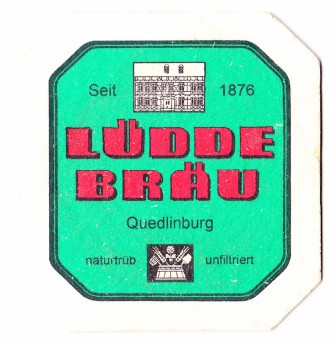 Seit 1876
LÜDDE
BRÄU
Quedlinburg
naturtrüb unfiltriert